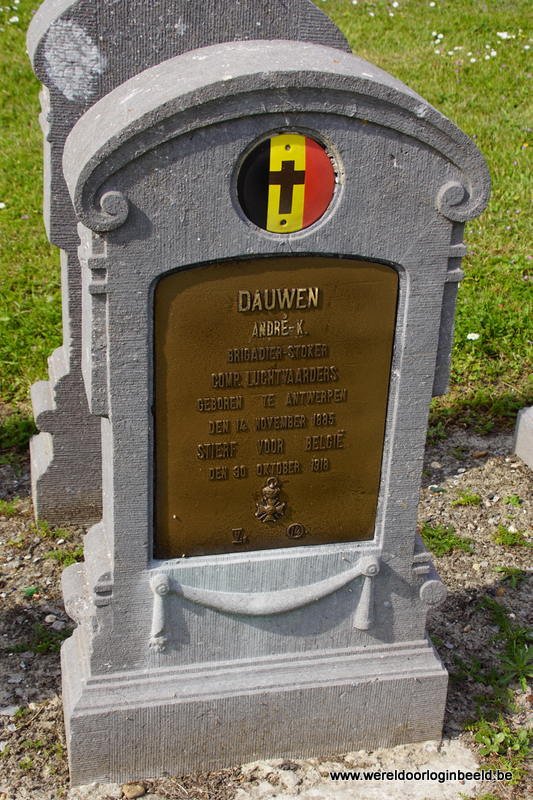 DAUWEN
ANDRÉ-K.
BRIGADIER-STOKER
COMP. LUCHTVAARDERS
GEBOREN TE ANTWERPEN
DEN 14 NOVEMBER 1885
STIERF VOOR BELGIË
DEN 30 OKTOBER 1918
14
www.wereldoorloginbeeld.be